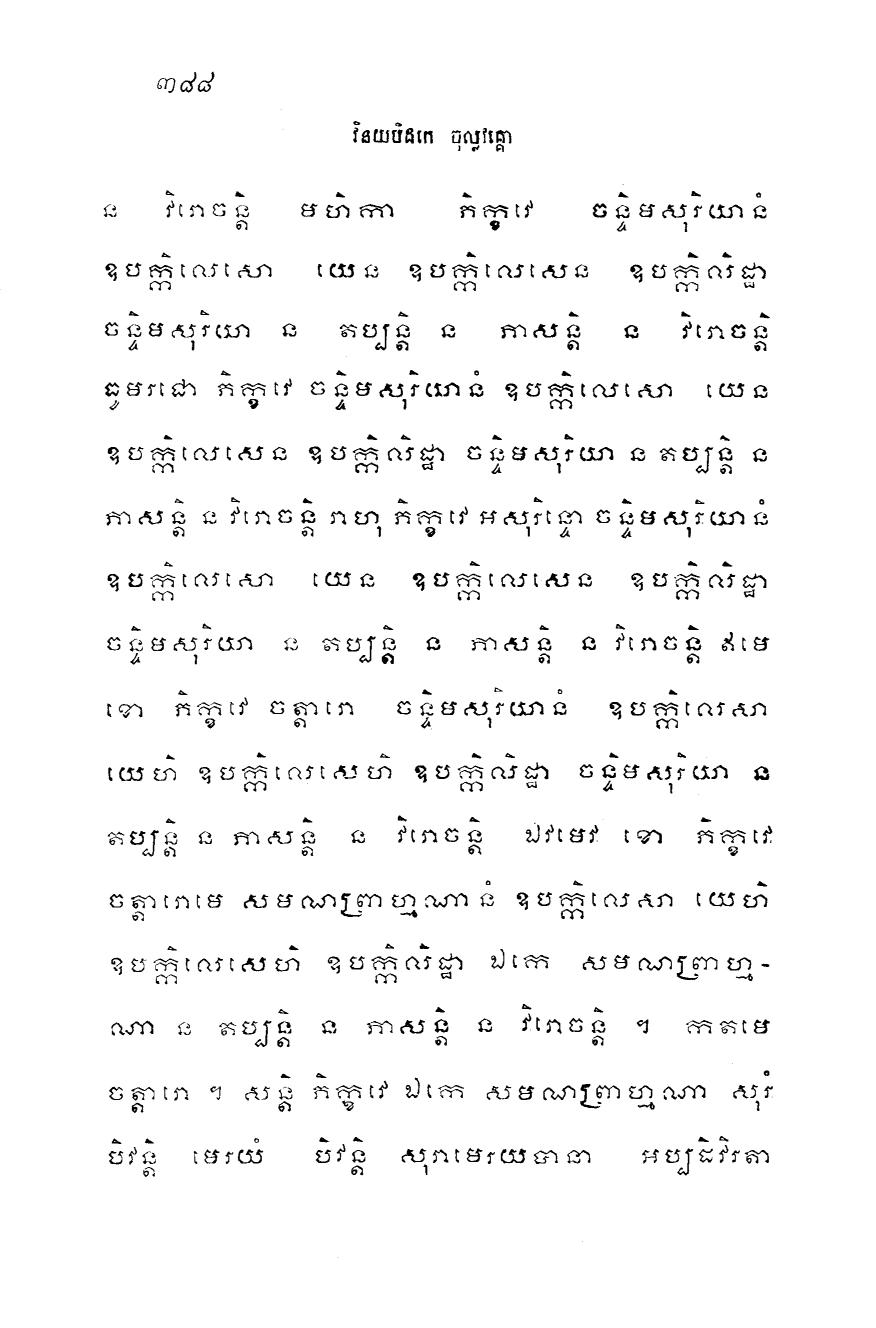 ៣៨៨
វិនយបិដកេ ចុល្លវគ្គោ
ន វិរោចន្តិ មហិកា ភិក្ខវេ ចន្ទិមសុរិយានំ
ឧបក្កិលេសោ យេន ឧបក្កិលេសេន ឧបក្កិលិដ្ឋា
ចន្ទិមសុរិយា ន តប្បន្តិ ន ភាសន្តិ ន វិរោចន្តិ
ធូមរជោ ភិក្ខវេ ចន្ទិមសុរិយានំ ឧបក្កិលេសោ យេន
ឧបក្កិលេសេន ឧបក្កិលិដ្ឋា ចន្ទិមសុរិយា ន តប្បន្តិ ន
ភាសន្តិ ន វិរោចន្តិ រាហុ ភិក្ខវេ អសុរិន្ទោ ចន្ទិមសុរិយានំ
ឧបក្កិលេសោ យេន ឧបក្កិលេសេន ឧបក្កិលិដ្ឋា
ចន្ទិមសុរិយា ន តប្បន្តិ ន ភាសន្តិ ន វិរោចន្តិ ឥមេ
ខោ ភិក្ខវេ ចត្តារោ ចន្ទិមសុរិយានំ ឧបក្កិលេសា
យេហិ ឧបក្កិលេសេហិ ឧបក្កិលិដ្ឋា ចន្ទិមសុរិយា ន
តប្បន្តិ ន ភាសន្តិ ន វិរោចន្តិ ឯវមេវ ខោ ភិក្ខវេ
ចត្តារោមេ សមណព្រាហ្មណានំ ឧបក្កិលេសា យេហិ
ឧបក្កិលេសេហិ ឧបក្កិលិដ្ឋា ឯកេ សមណព្រាហ្ម-
ណា ន តប្បន្តិ ន ភាសន្តិ ន វិរោចន្តិ ។ កតមេ
ចត្តារោ ។ សន្តិ ភិក្ខវេ ឯកេ សមណព្រាហ្មណា សុរំ
បិវន្តិ មេរយំ បិវន្តិ សុរាមេរយបានា អប្បដិវិរតា